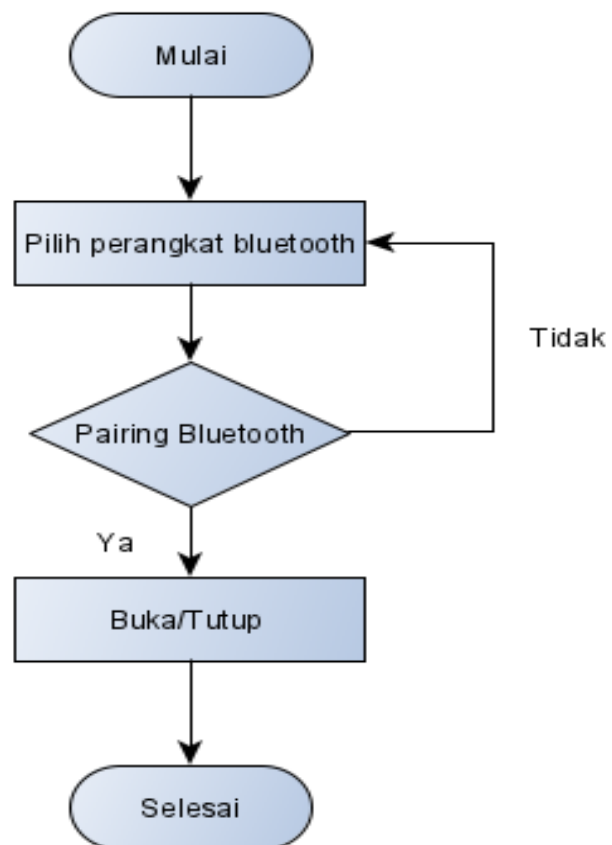 Mulai
Pilih perangkat bluetooth
Tidak
Pairing Bluetooth
Ya
Buka/Tutup
Selesai